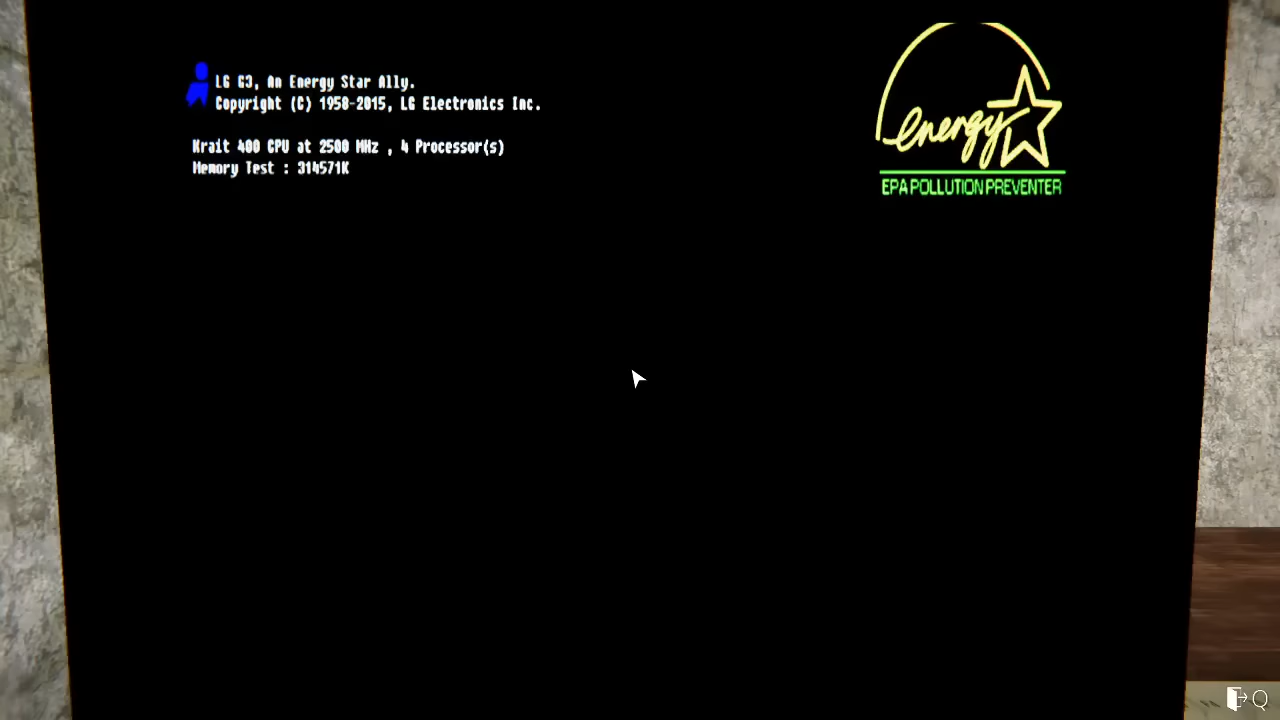 LG G3, An Energy Star Ally.
Copyright (C) 1958-2015, LG Electronics Inc.
Krait 400 CPU at 2500 MHz , 4 Processor(s)
Memory Test : 314571K
energy
EPA POLLUTION PREVENTER
Q